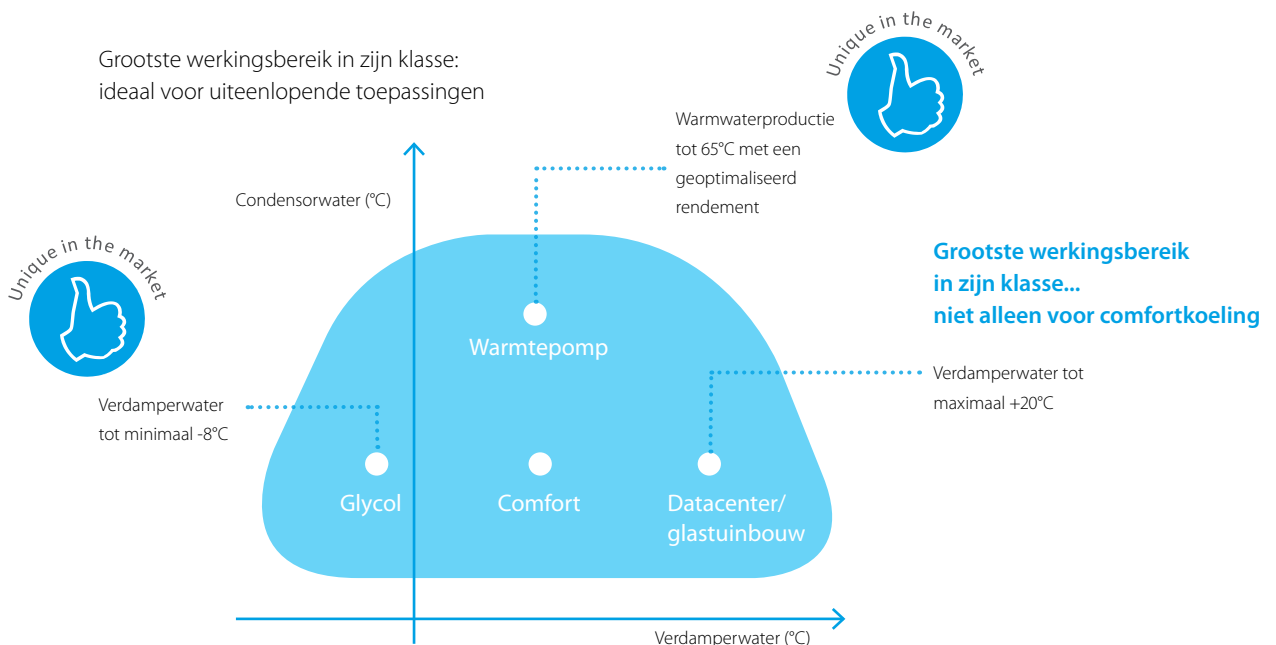 Grootste werkingsbereik in zijn klasse:
ideaal voor uiteenlopende toepassingen
Unique in the market
Warmwaterproductie
tot 65°C met een
geoptimaliseerd
rendement
Condensorwater (°C)
Unique in the market
Grootste werkingsbereik
in zijn klasse...
niet alleen voor comfortkoeling
Warmtepomp
Verdamperwater tot
maximaal +20°C
Verdamperwater
tot minimaal -8°C
Glycol
Comfort
Datacenter/
glastuinbouw
Verdamperwater (°C)